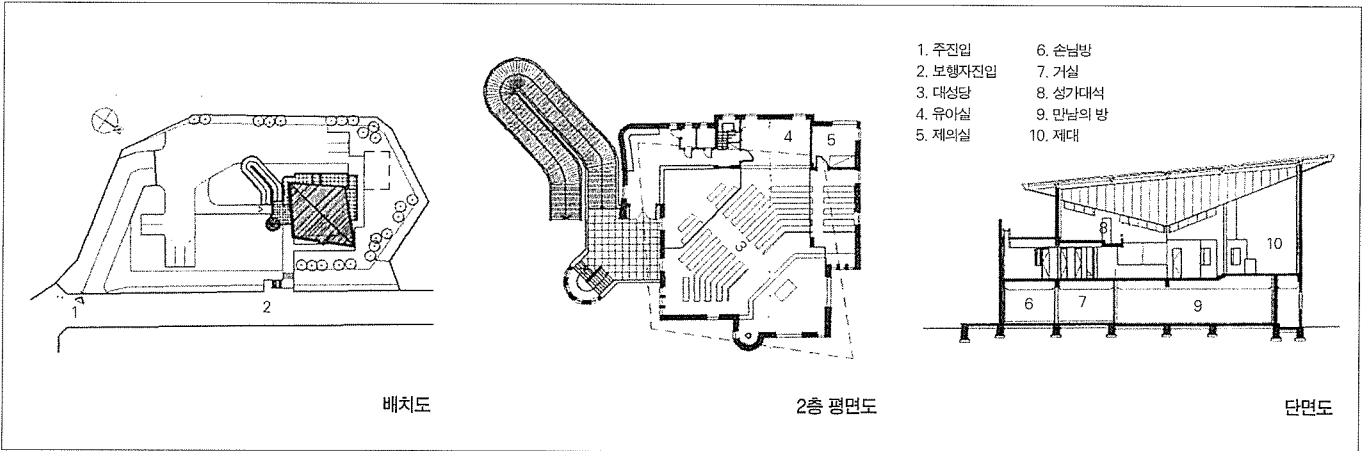 1. 주진입
2. 보행자진입
3. 대성당
4. 유아실
5. 제의실
6. 손님방
7. 거실
8. 성가대석
9. 만남의 방
10. 제대
1
2
배치도
3
4
5
2층 평면도
6
7
8
9
10
단면도